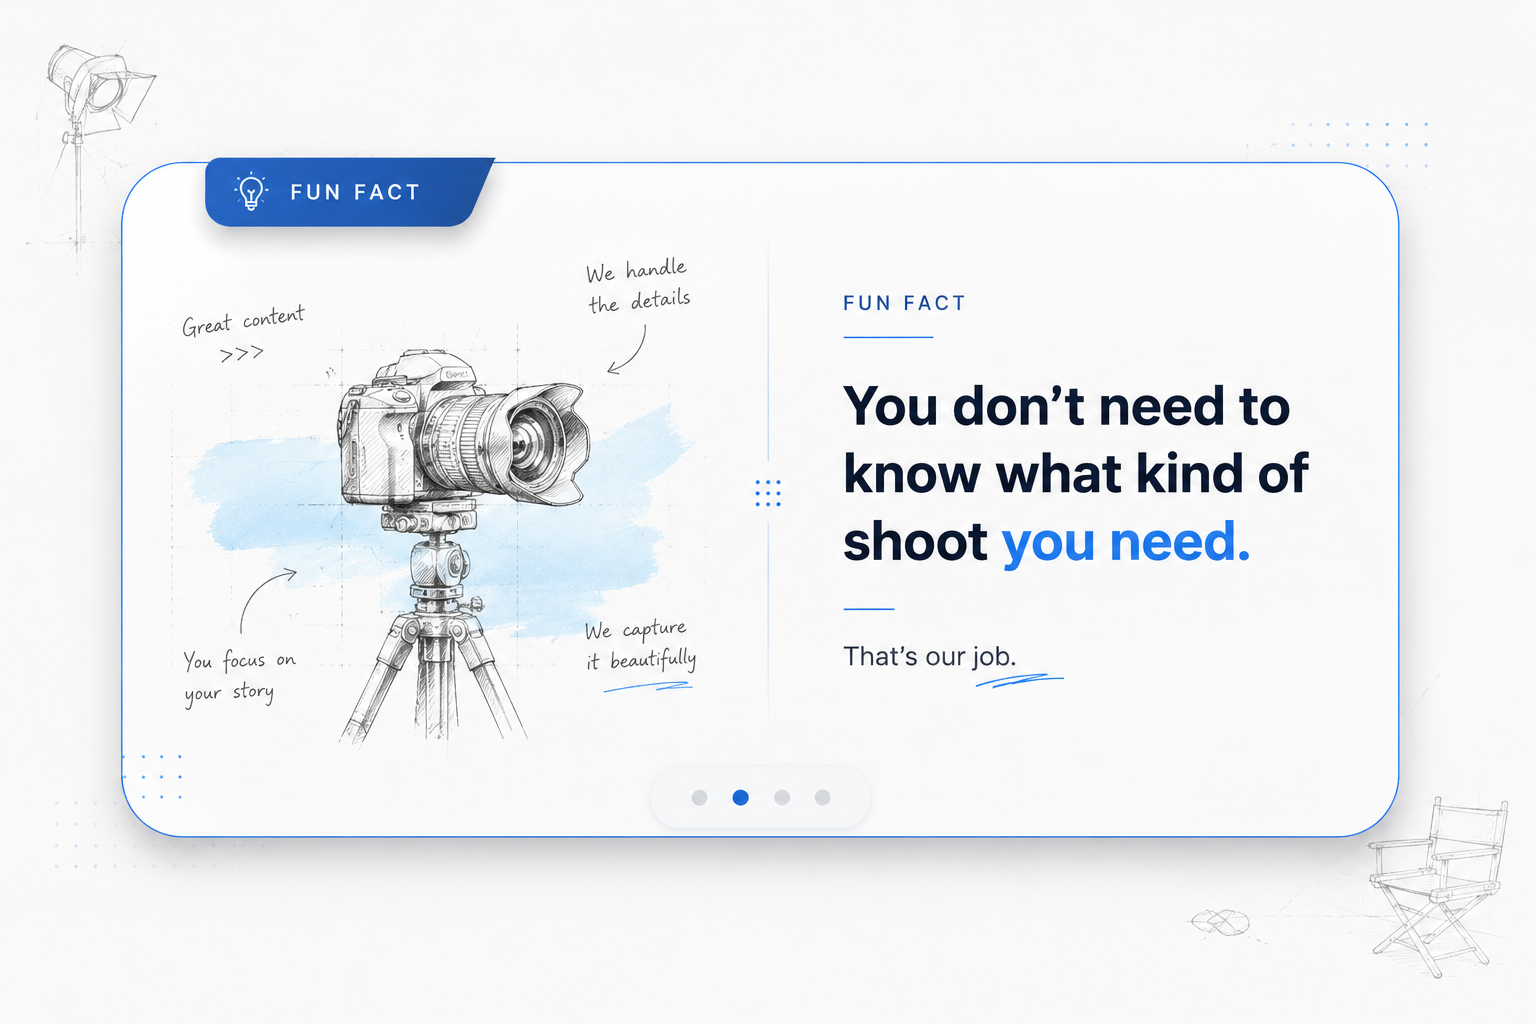 FUN FACT
Great content
>>>
We handle
the details
You focus on
your story
We capture
it beautifully
FUN FACT
You don’t need to
know what kind of
shoot you need.
That’s our job.